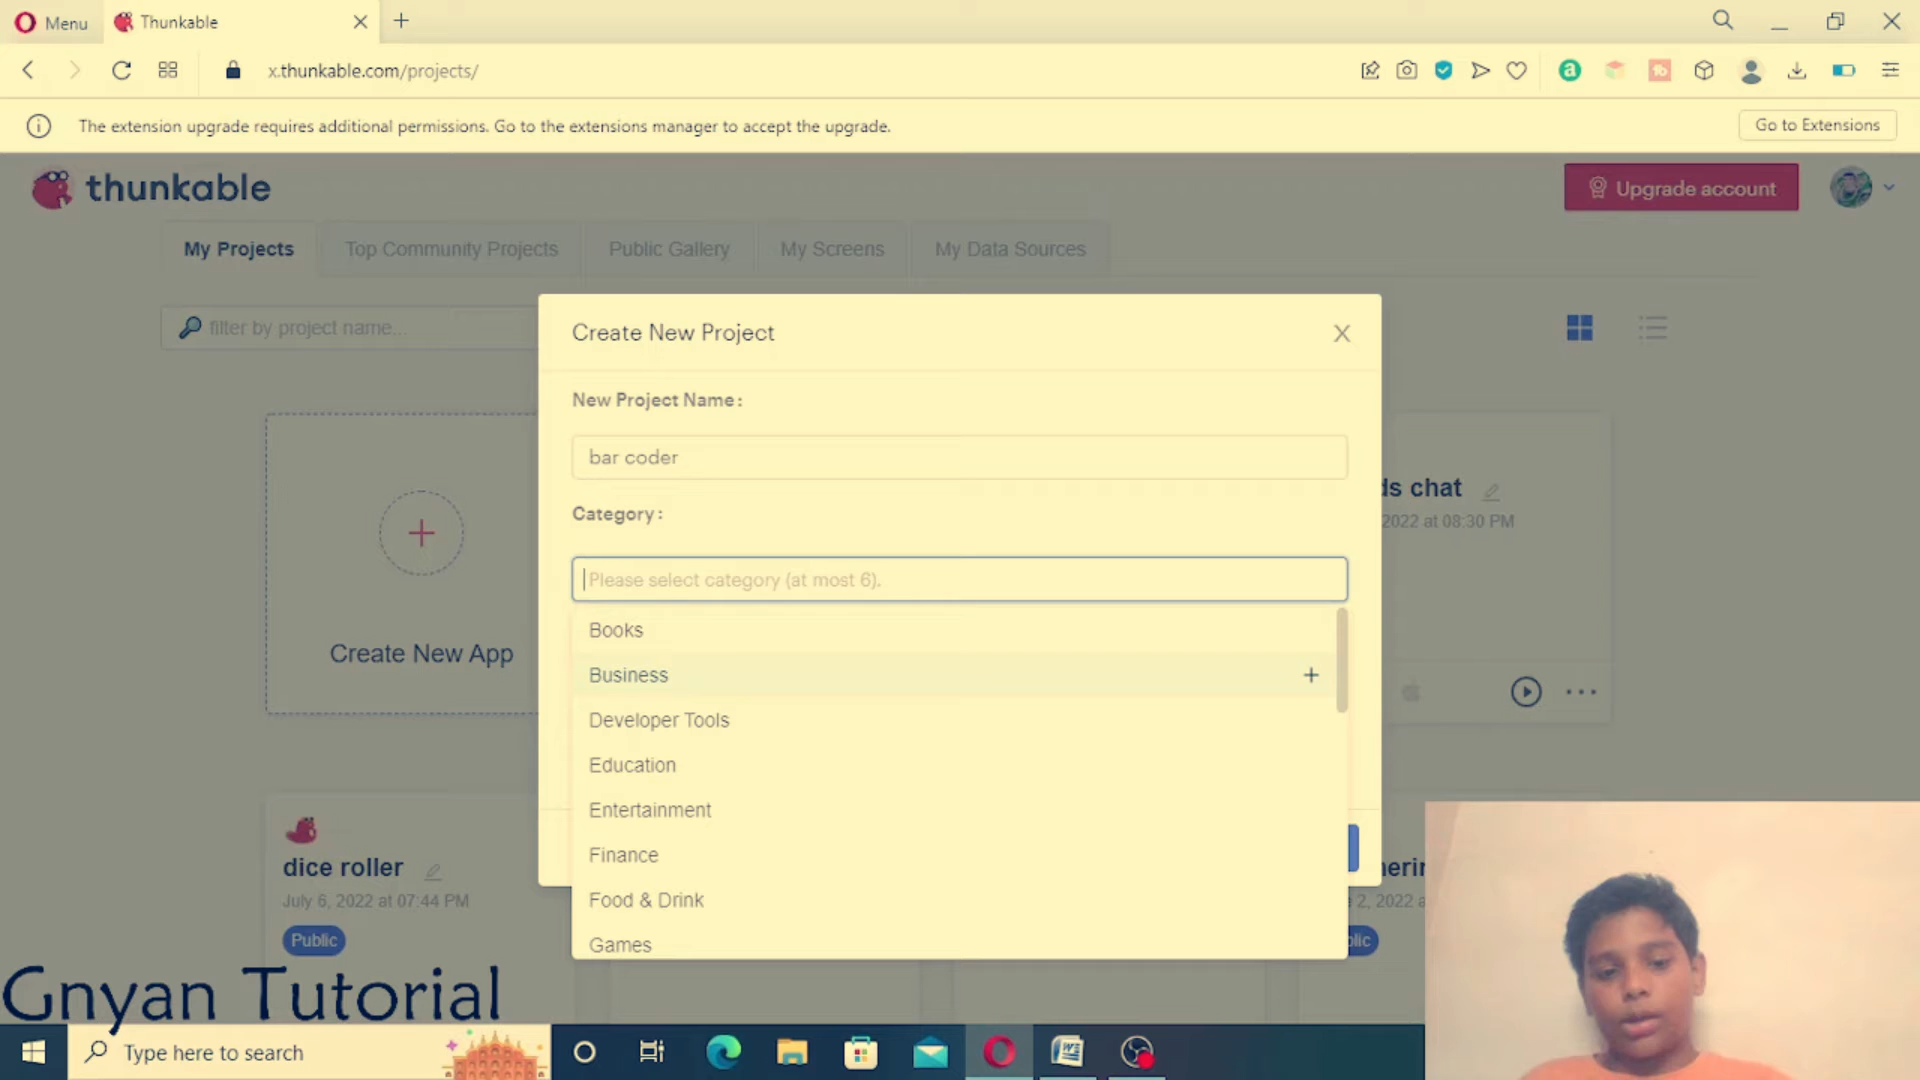 Menu
Thunkable
x.thunkable.com/projects/
The extension upgrade requires additional permissions. Go to the extensions manager to accept the upgrade.
Go to Extensions
thunkable
Upgrade account
My Projects
Top Community Projects
Public Gallery
My Screens
My Data Sources
filter by project name...
Create New Project
New Project Name:
bar coder
Category:
Please select category (at most 6).
Books
Business
Developer Tools
Education
Entertainment
Finance
Food & Drink
Games
Create New App
ds chat
2022 at 08:30 PM
dice roller
July 6, 2022 at 07:44 PM
Public
2, 2022 a
Gnyan Tutorial
Type here to search